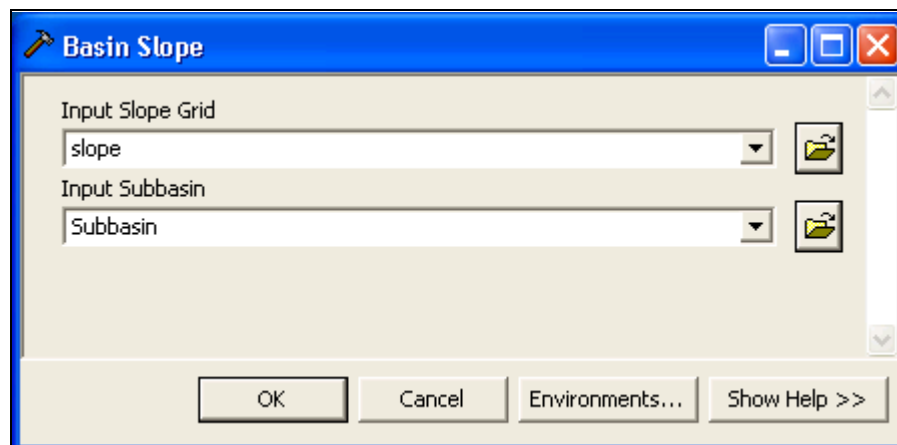 Basin Slope
Input Slope Grid
slope
Input Subbasin
Subbasin
OK Cancel Environments... Show Help >>